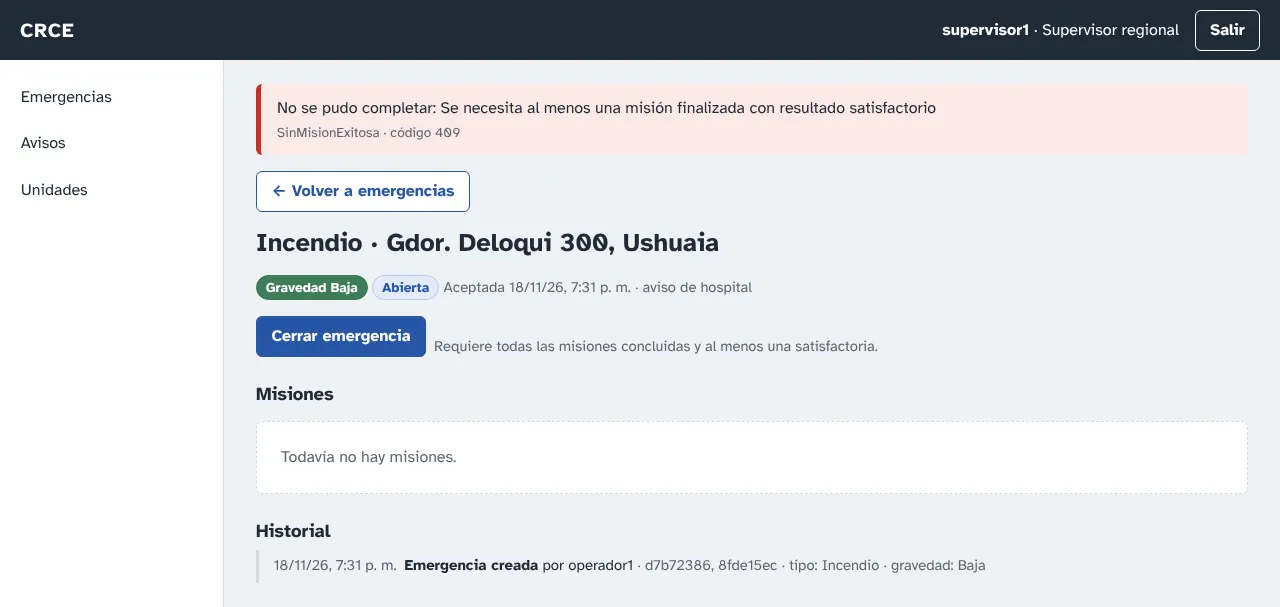 CRCE
supervisor1 · Supervisor regional
Salir
Emergencias
Avisos
Unidades
No se pudo completar: Se necesita al menos una misión finalizada con resultado satisfactorio
SinMisionExitosa · código 409
← Volver a emergencias
Incendio · Gdor. Deloqui 300, Ushuaia
Gravedad Baja Abierta Aceptada 18/11/26, 7:31 p. m. · aviso de hospital
Cerrar emergencia Requiere todas las misiones concluidas y al menos una satisfactoria.
Misiones
Todavía no hay misiones.
Historial
18/11/26, 7:31 p. m. Emergencia creada por operador1 · d7b72386, 8fde15ec · tipo: Incendio · gravedad: Baja